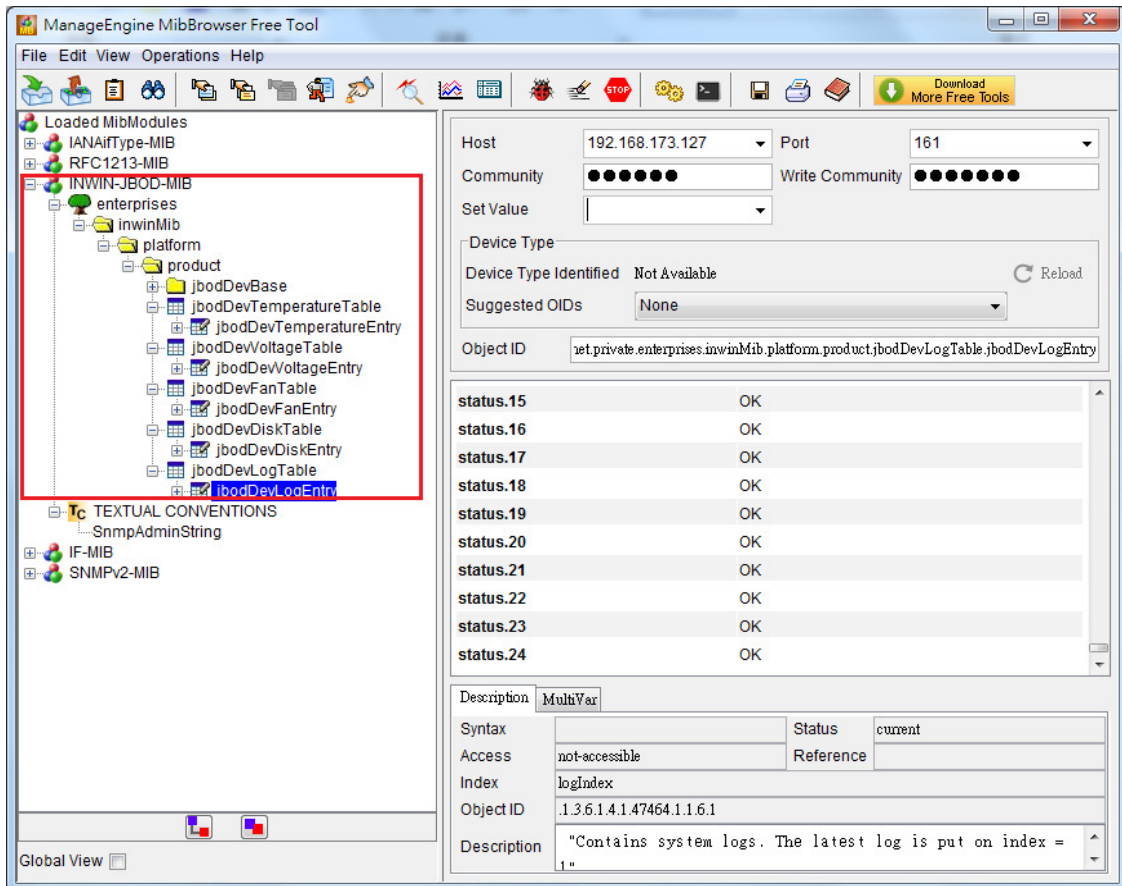 ManageEngine MibBrowser Free Tool
File Edit View Operations Help
STOP
Download
More Free Tools
Loaded MibModules
IANAifType-MIB
RFC1213-MIB
INWIN-JBOD-MIB
enterprises
inwinMib
platform
product
jbodDevBase
jbodDevTemperatureTable
jbodDevTemperatureEntry
jbodDevVoltageTable
jbodDevVoltageEntry
jbodDevFanTable
jbodDevFanEntry
jbodDevDiskTable
jbodDevDiskEntry
jbodDevLogTable
jbodDevLogEntry
Tc TEXTUAL CONVENTIONS
SnmpAdminString
IF-MIB
SNMPv2-MIB
Global View
Host 192.168.173.127 Port 161
Community ●●●●●● Write Community ●●●●●●●
Set Value
Device Type
Device Type Identified Not Available Reload
Suggested OIDs None
Object ID net.private.enterprises.inwinMib.platform.product.jbodDevLogTable.jbodDevLogEntry
status.15 OK
status.16 OK
status.17 OK
status.18 OK
status.19 OK
status.20 OK
status.21 OK
status.22 OK
status.23 OK
status.24 OK
Description MultiVar
Syntax Status current
Access not-accessible Reference
Index logIndex
Object ID .1.3.6.1.4.1.47464.1.1.6.1
Description "Contains system logs. The latest log is put on index =
1"